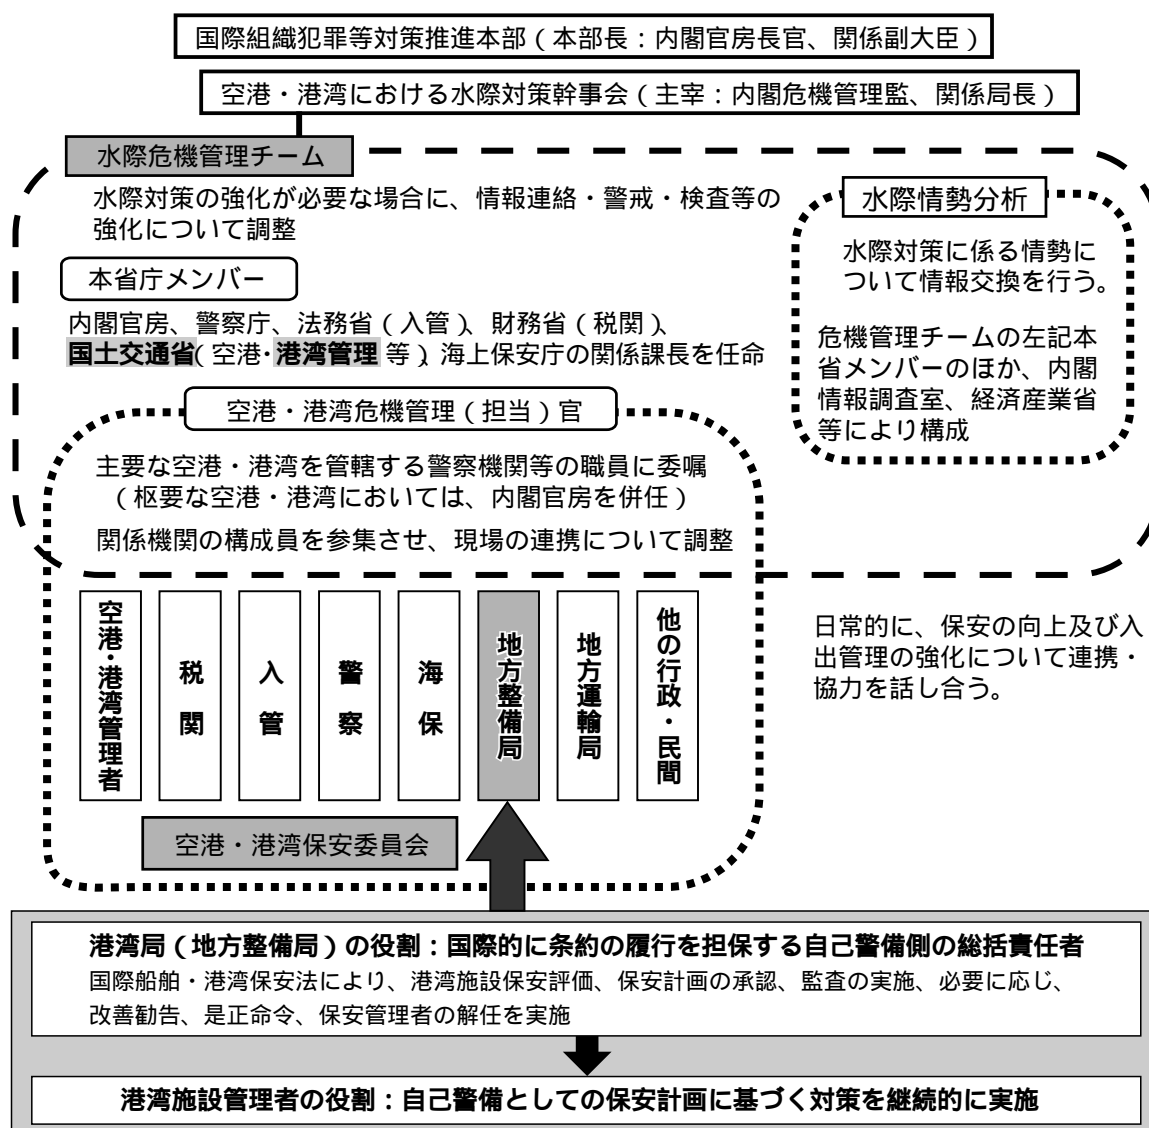 国際組織犯罪等対策推進本部（本部長：内閣官房長官、関係副大臣）
空港・港湾における水際対策幹事会（主宰：内閣危機管理監、関係局長）
水際危機管理チーム
水際対策の強化が必要な場合に、情報連絡・警戒・検査等の
強化について調整
本省庁メンバー
内閣官房、警察庁、法務省（入管）、財務省（税関）、
国土交通省（空港・港湾管理等）、海上保安庁の関係課長を任命
水際情勢分析
水際対策に係る情勢に
ついて情報交換を行う。
危機管理チームの左記本
省メンバーのほか、内閣
情報調査室、経済産業省
等により構成
空港・港湾危機管理（担当）官
主要な空港・港湾を管轄する警察機関等の職員に委嘱
（枢要な空港・港湾においては、内閣官房を併任）
関係機関の構成員を参集させ、現場の連携について調整
空港・港湾管理者
税関
入管
警察
海保
地方整備局
地方運輸局
他の行政・民間
日常的に、保安の向上及び入
出管理の強化について連携・
協力を話し合う。
空港・港湾保安委員会
港湾局（地方整備局）の役割：国際的に条約の履行を担保する自己警備側の総括責任者
国際船舶・港湾保安法により、港湾施設保安評価、保安計画の承認、監査の実施、必要に応じ、
改善勧告、是正命令、保安管理者の解任を実施
港湾施設管理者の役割：自己警備としての保安計画に基づく対策を継続的に実施